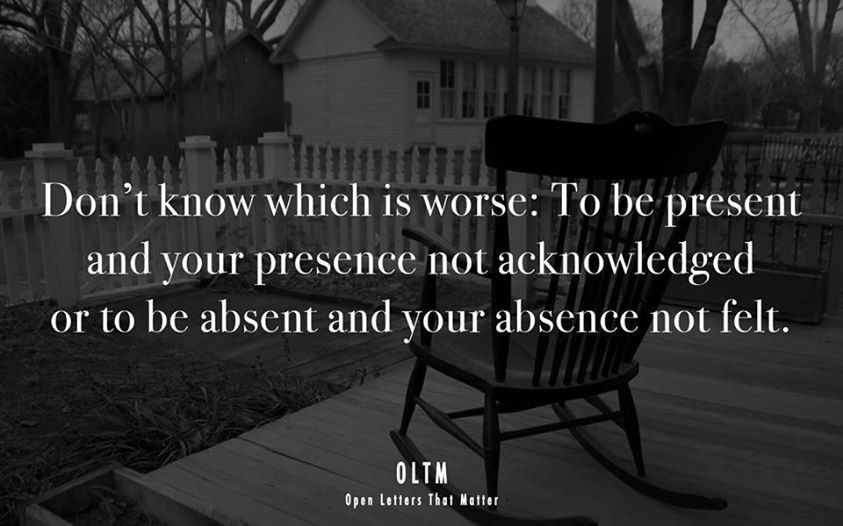 Don’t know which is worse: To be present
and your presence not acknowledged
or to be absent and your absence not felt.
OLTM
Open Letters That Matter